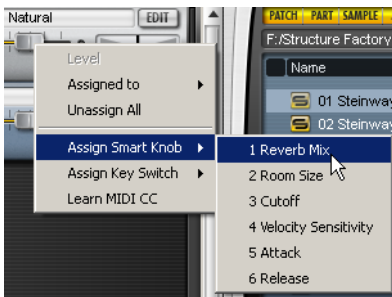 Natural
EDIT
PATCH PART SAMPLE
F:/Structure Factory
Name
01 Steinway
02 Steinway
Level
Assigned to
Unassign All
Assign Smart Knob
Assign Key Switch
Learn MIDI CC
1 Reverb Mix
2 Room Size
3 Cutoff
4 Velocity Sensitivity
5 Attack
6 Release